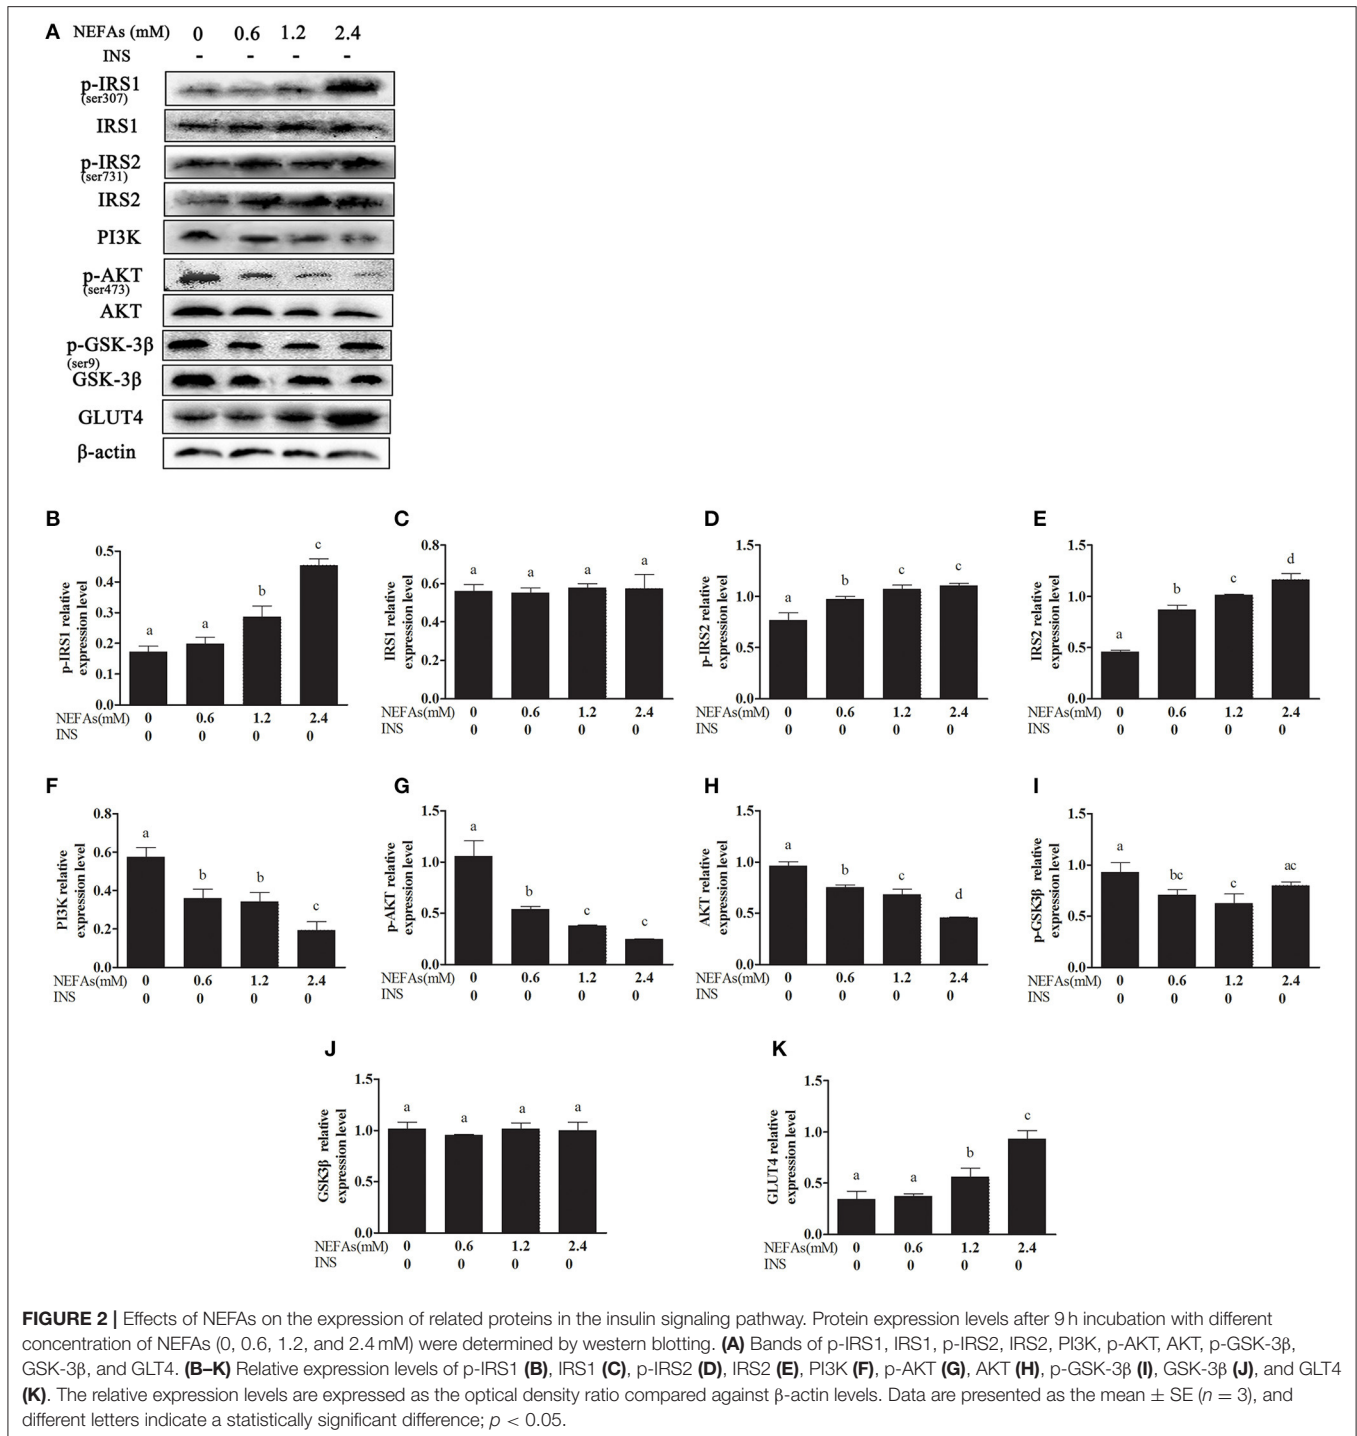 A NEFAs (mM) 0 0.6 1.2 2.4
INS - - - -
p-IRS1
(ser307)
IRS1
p-IRS2
(ser731)
IRS2
PI3K
p-AKT
(ser473)
AKT
p-GSK-3β
(ser9)
GSK-3β
GLUT4
β-actin
B
p-IRS1 relative
expression level
0.5
0.4
0.3
0.2
0.1
0.0
a a b c
NEFAs(mM) 0 0.6 1.2 2.4
INS 0 0 0 0
C
IRS1 relative
expression level
0.8
0.6
0.4
0.2
0.0
a a a a
0 0.6 1.2 2.4
0 0 0 0
D
p-IRS2 relative
expression level
1.5
1.0
0.5
0.0
a b c c
NEFAs(mM) 0 0.6 1.2 2.4
INS 0 0 0 0
E
IRS2 relative
expression level
1.5
1.0
0.5
0.0
a b c d
NEFAs(mM) 0 0.6 1.2 2.4
INS 0 0 0 0
F
PI3K relative
expression level
0.8
0.6
0.4
0.2
0.0
a b b c
NEFAs(mM) 0 0.6 1.2 2.4
INS 0 0 0 0
G
p-AKT relative
expression level
1.5
1.0
0.5
0.0
a b c c
NEFAs(mM) 0 0.6 1.2 2.4
INS 0 0 0 0
H
AKT relative
expression level
1.5
1.0
0.5
0.0
a b c d
NEFAs(mM) 0 0.6 1.2 2.4
INS 0 0 0 0
I
p-GSK3β relative
expression level
1.5
1.0
0.5
0.0
a bc c ac
NEFAs(mM) 0 0.6 1.2 2.4
INS 0 0 0 0
J
GSK3β relative
expression level
1.5
1.0
0.5
0.0
a a a a
NEFAs(mM) 0 0.6 1.2 2.4
INS 0 0 0 0
K
GLUT4 relative
expression level
1.5
1.0
0.5
0.0
a a b c
NEFAs(mM) 0 0.6 1.2 2.4
INS 0 0 0 0
FIGURE 2 | Effects of NEFAs on the expression of related proteins in the insulin signaling pathway. Protein expression levels after 9 h incubation with different
concentration of NEFAs (0, 0.6, 1.2, and 2.4 mM) were determined by western blotting. (A) Bands of p-IRS1, IRS1, p-IRS2, IRS2, PI3K, p-AKT, AKT, p-GSK-3β,
GSK-3β, and GLT4. (B–K) Relative expression levels of p-IRS1 (B), IRS1 (C), p-IRS2 (D), IRS2 (E), PI3K (F), p-AKT (G), AKT (H), p-GSK-3β (I), GSK-3β (J), and GLT4
(K). The relative expression levels are expressed as the optical density ratio compared against β-actin levels. Data are presented as the mean ± SE (n = 3), and
different letters indicate a statistically significant difference; p < 0.05.